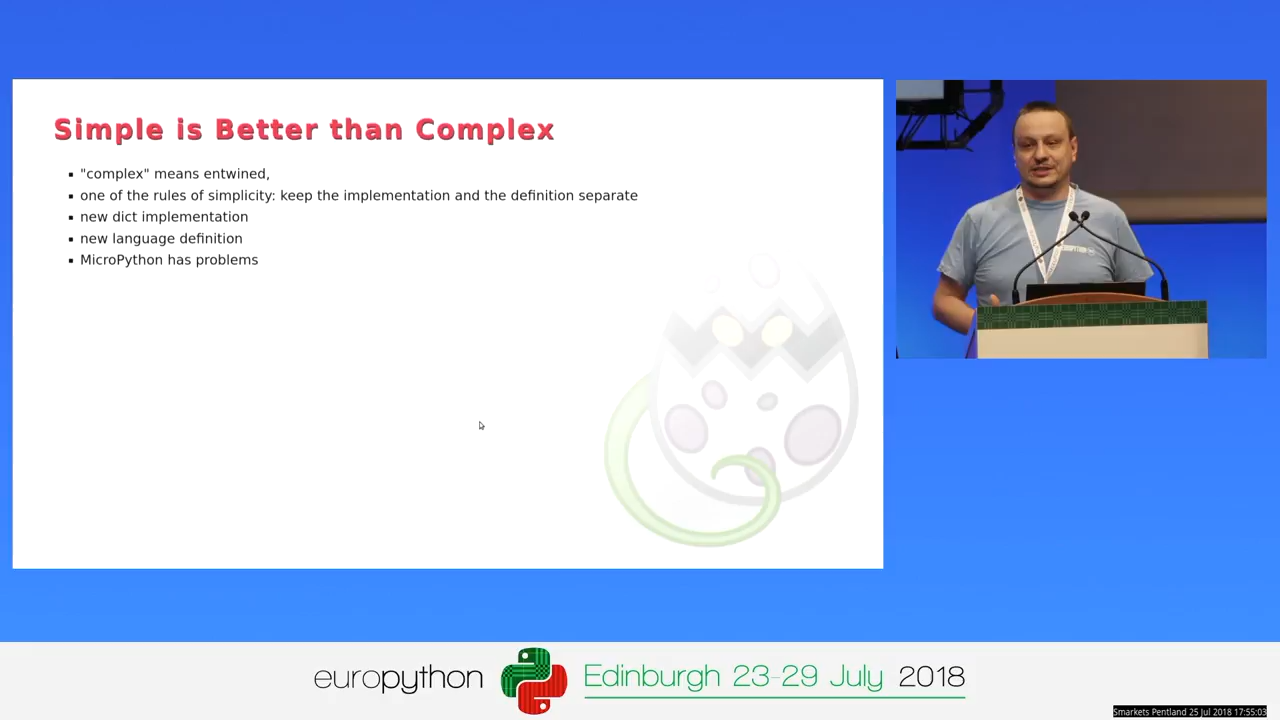 Simple is Better than Complex
"complex" means entwined,
one of the rules of simplicity: keep the implementation and the definition separate
new dict implementation
new language definition
MicroPython has problems
europython
Edinburgh 23-29 July 2018
Smarkets Pentland 25 Jul 2018 17:55:03